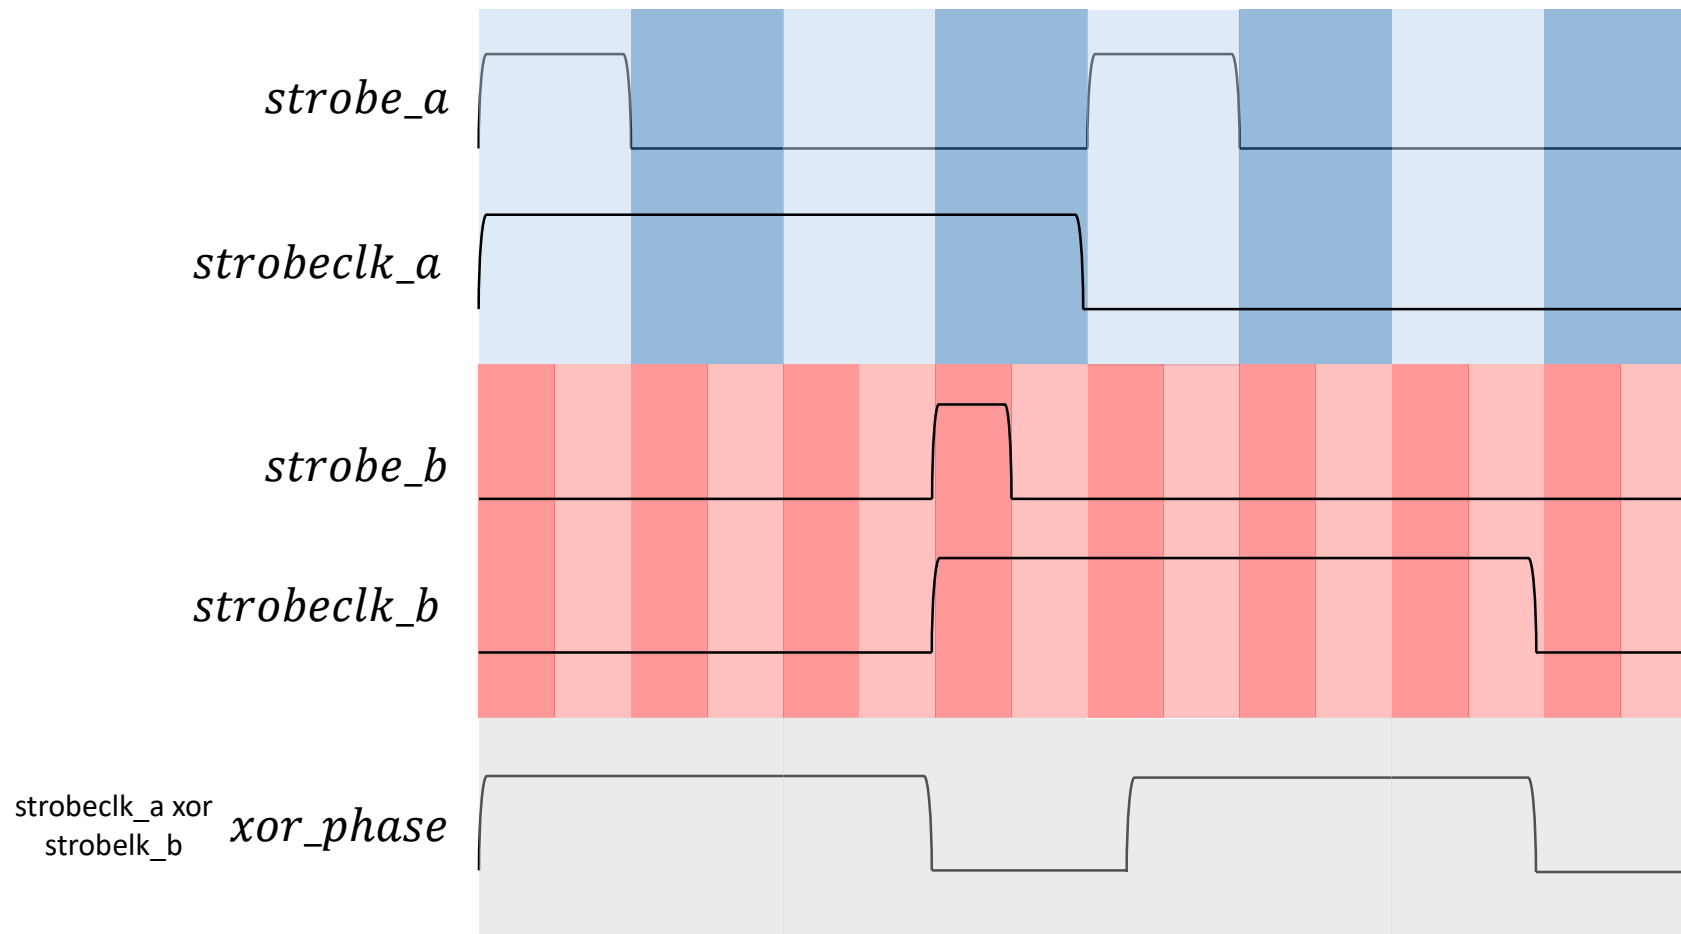 strobe_a
strobeclk_a
strobe_b
strobeclk_b
strobeclk_a xor
strobelk_b
xor_phase